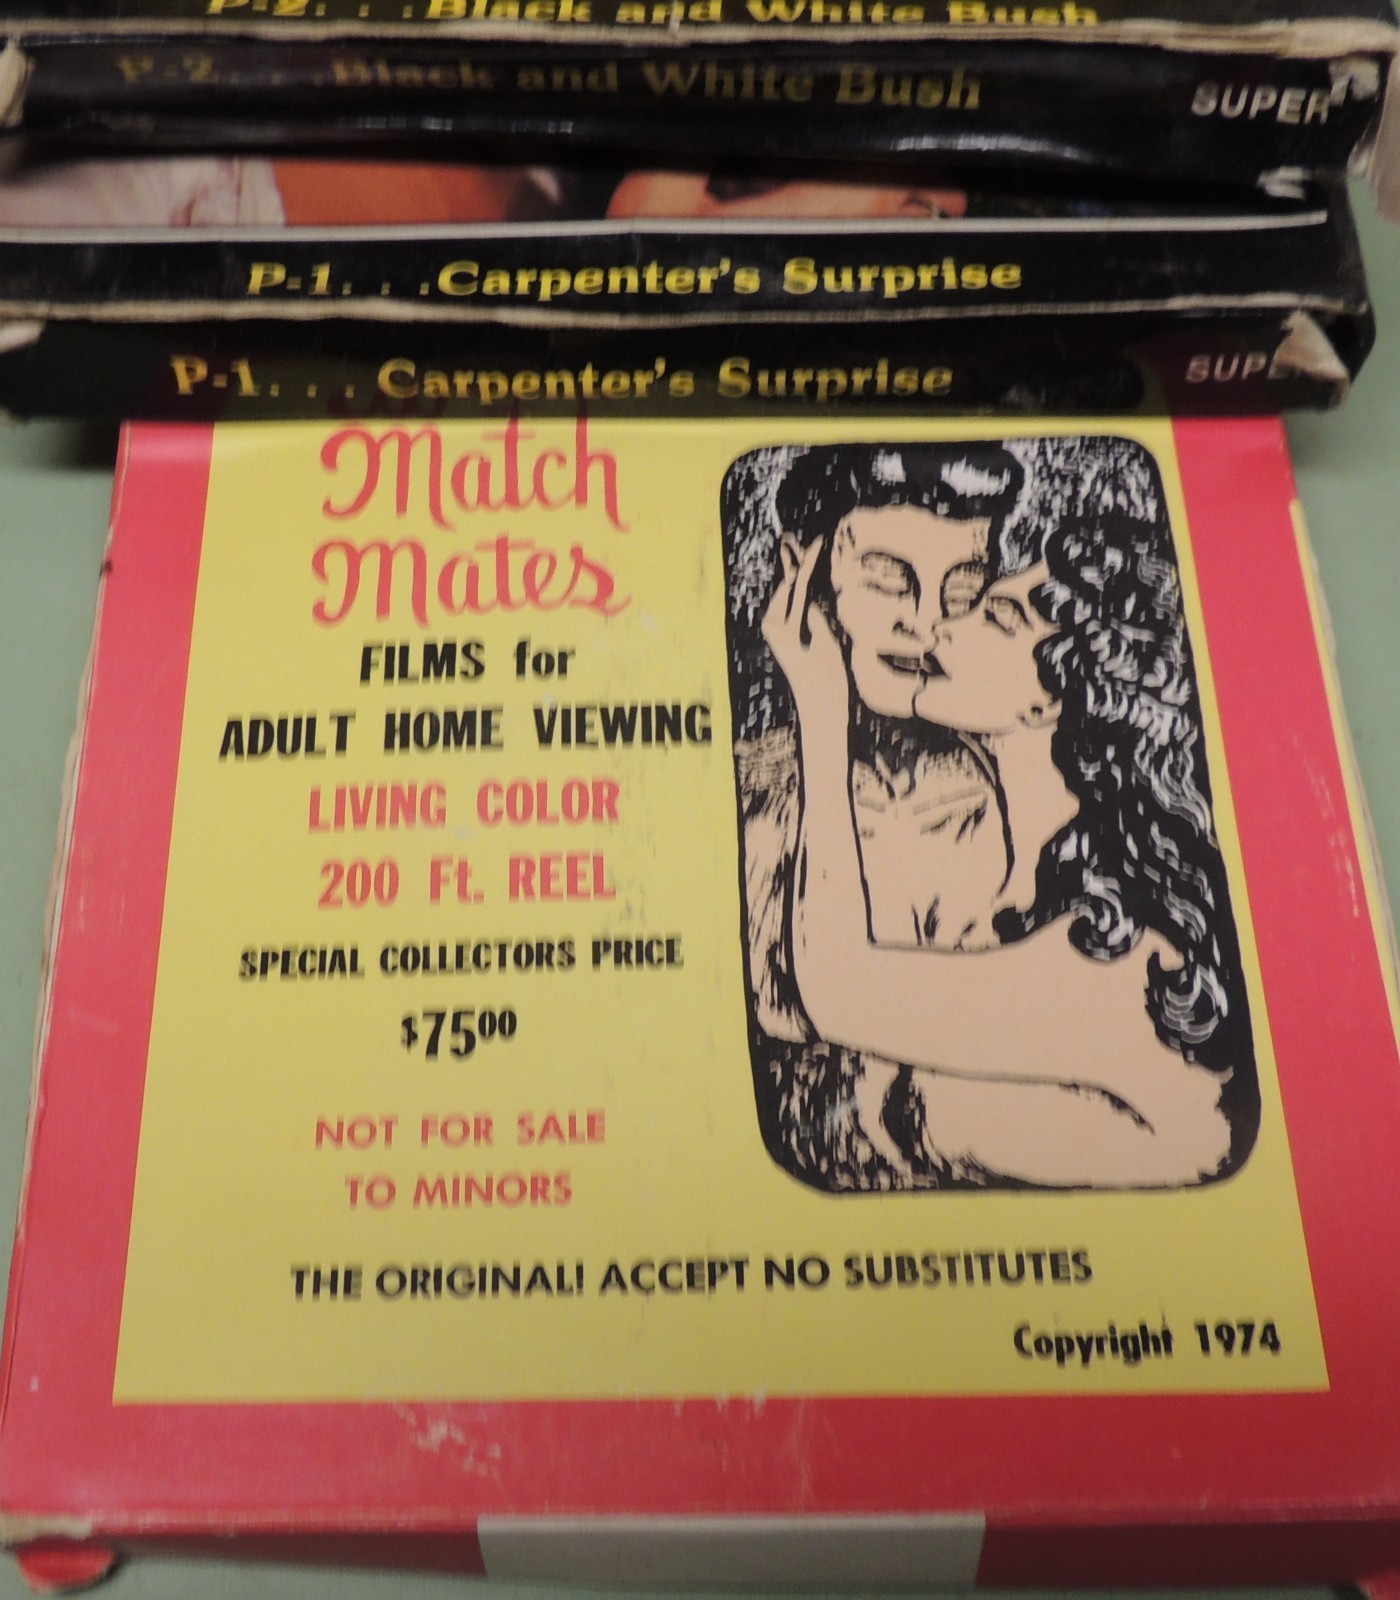 P-2. . .Black and White Bush
P-2. . . .Black and White Bush
SUPER
P-1. . .Carpenter's Surprise
P-1. . . Carpenter's Surprise
SUPE
Match
Mates
FILMS for
ADULT HOME VIEWING
LIVING COLOR
200 Ft. REEL
SPECIAL COLLECTORS PRICE
$7500
NOT FOR SALE
TO MINORS
THE ORIGINAL! ACCEPT NO SUBSTITUTES
Copyright 1974